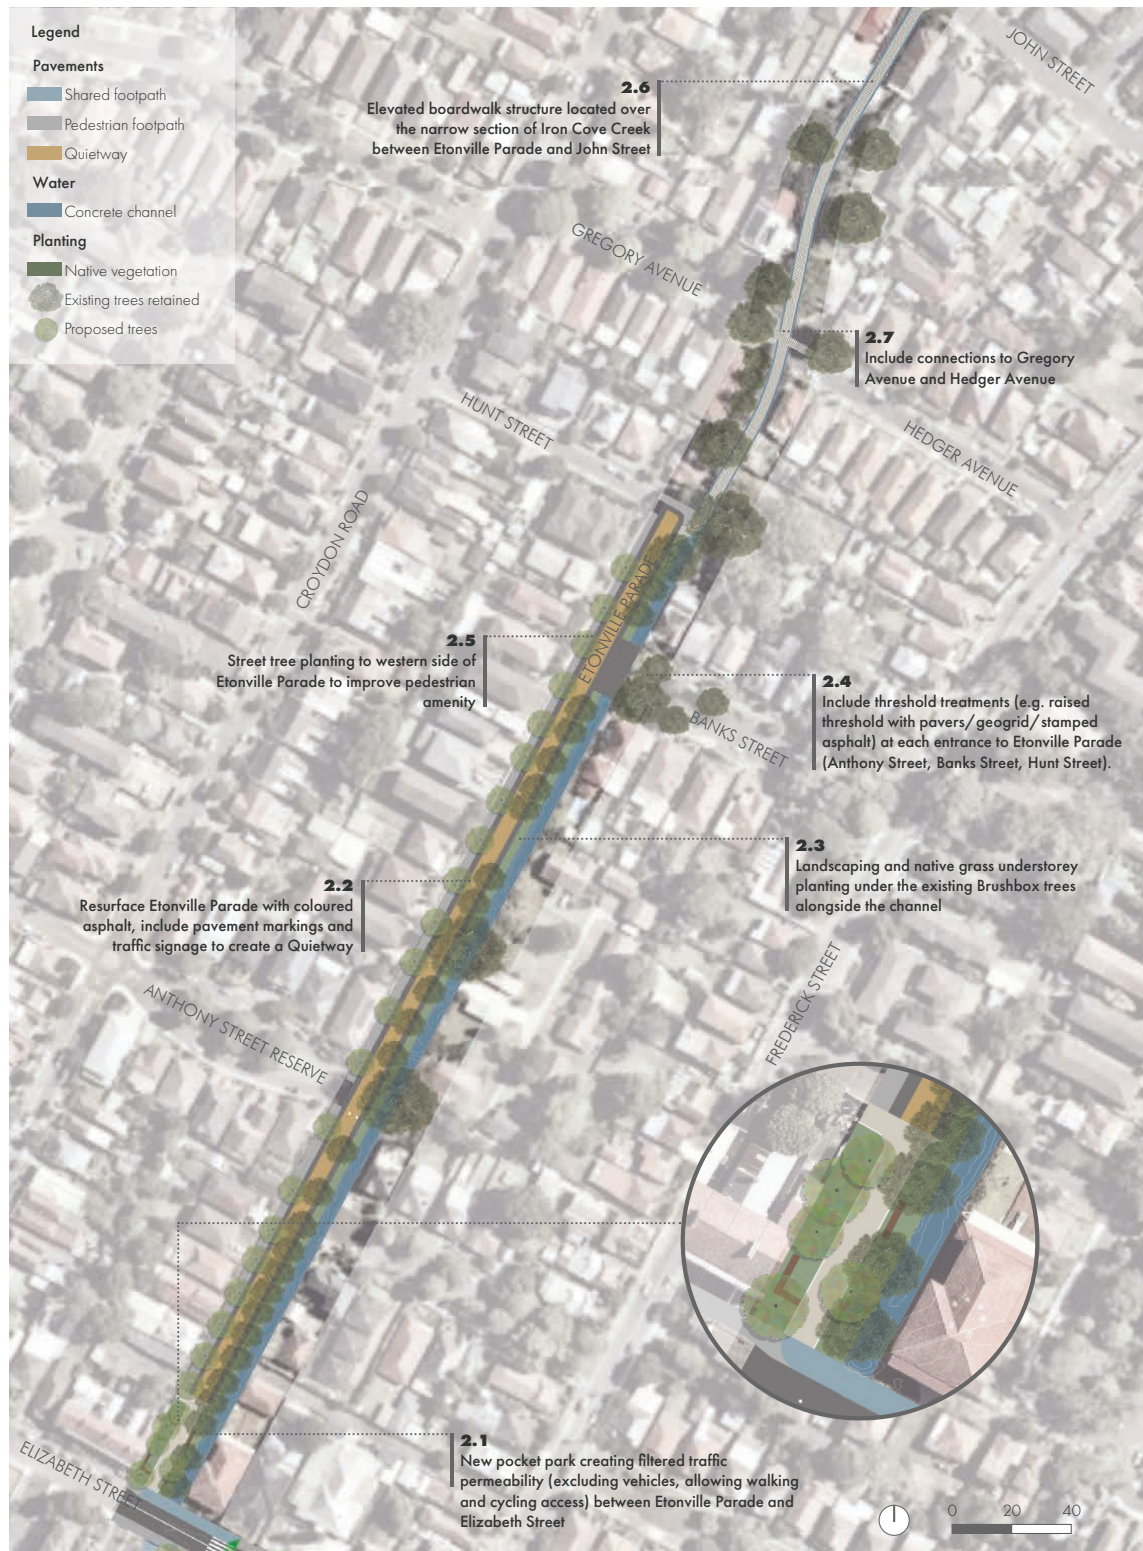 Legend
Pavements
Shared footpath
Pedestrian footpath
Quietway
Water
Concrete channel
Planting
Native vegetation
Existing trees retained
Proposed trees
JOHN STREET
2.6
Elevated boardwalk structure located over
the narrow section of Iron Cove Creek
between Etonville Parade and John Street
GREGORY AVENUE
2.7
Include connections to Gregory
Avenue and Hedger Avenue
HUNT STREET
HEDGER AVENUE
CROYDON ROAD
ETONVILLE PARADE
2.5
Street tree planting to western side of
Etonville Parade to improve pedestrian
amenity
2.4
Include threshold treatments (e.g. raised
threshold with pavers/geogrid/stamped
asphalt) at each entrance to Etonville Parade
(Anthony Street, Banks Street, Hunt Street).
BANKS STREET
2.3
Landscaping and native grass understorey
planting under the existing Brushbox trees
alongside the channel
2.2
Resurface Etonville Parade with coloured
asphalt, include pavement markings and
traffic signage to create a Quietway
FREDERICK STREET
ANTHONY STREET RESERVE
2.1
New pocket park creating filtered traffic
permeability (excluding vehicles, allowing walking
and cycling access) between Etonville Parade and
Elizabeth Street
ELIZABETH STREET
0 20 40